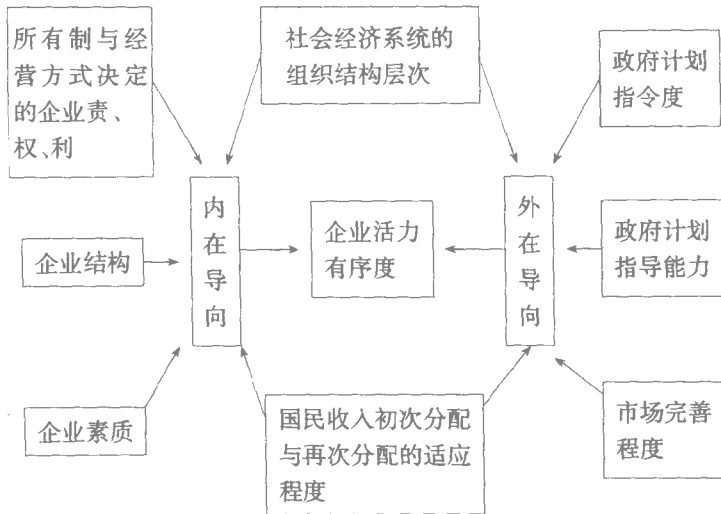 所有制与经
营方式决定
的企业责、
权、利
社会经济系统的
组织结构层次
政府计划
指令度
内
在
导
向
企业活力
有序度
外
在
导
向
政府计划
指导能力
企业结构
企业素质
国民收入初次分配
与再次分配的适应
程度
市场完善
程度